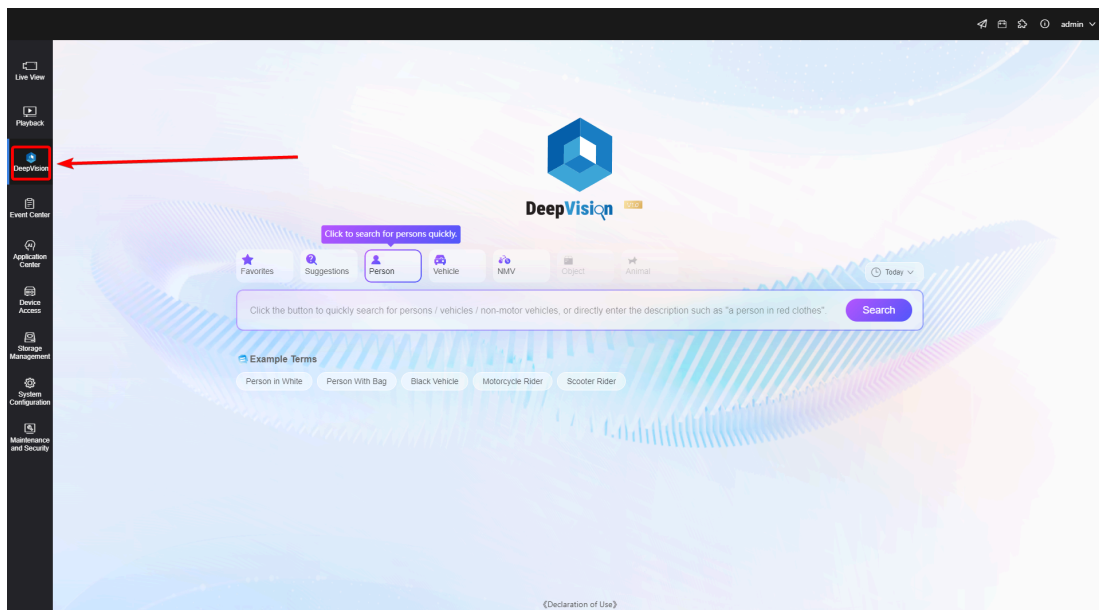 admin
Live View
Playback
DeepVision
Event Center
AI
Application
Center
Device
Access
Storage
Management
System
Configuration
Maintenance
and Security
DeepVision
Click to search for persons quickly.
Favorites
Suggestions
Person
Vehicle
NMV
Object
Animal
Today
Click the button to quickly search for persons / vehicles / non-motor vehicles, or directly enter the description such as "a person in red clothes"
Search
Example Terms
Person in White
Person With Bag
Black Vehicle
Motorcycle Rider
Scooter Rider
《Declaration of Use》